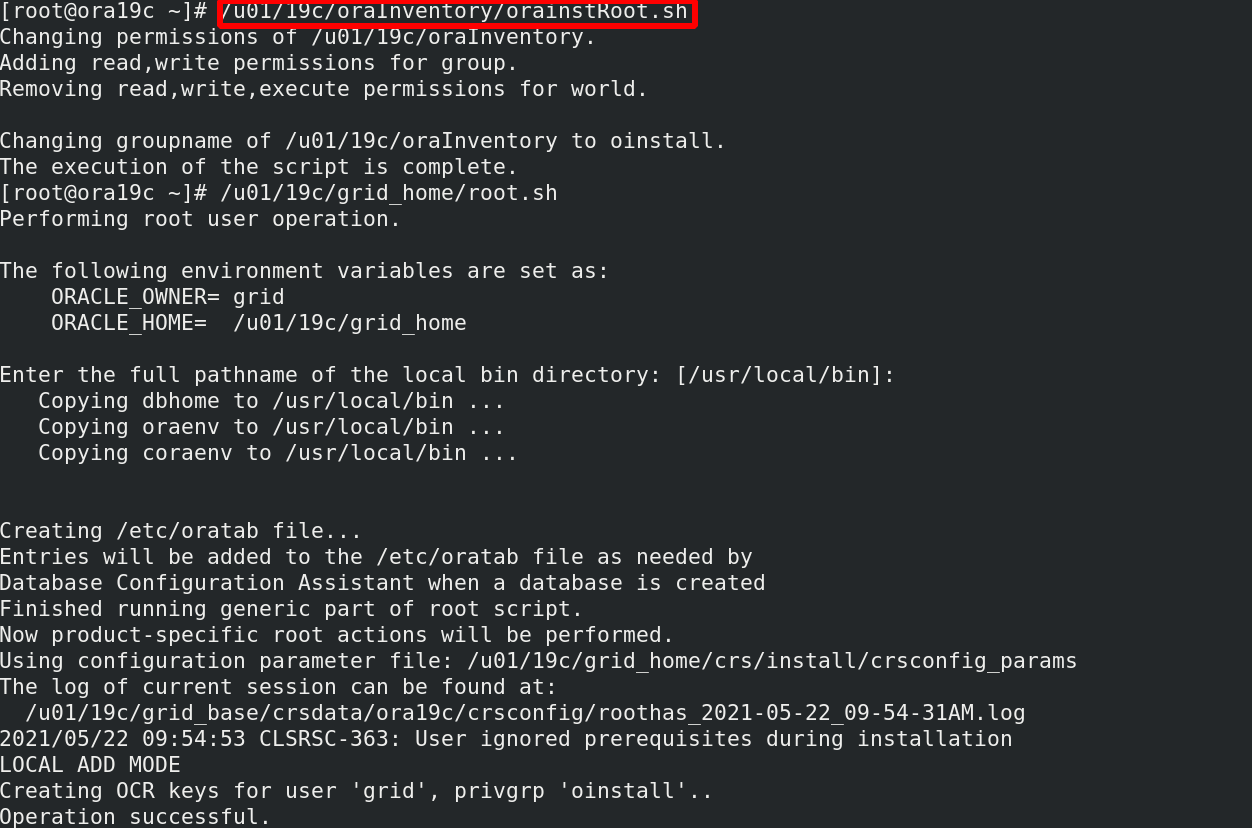 [root@ora19c ~]# /u01/19c/oraInventory/orainstRoot.sh
Changing permissions of /u01/19c/oraInventory.
Adding read,write permissions for group.
Removing read,write,execute permissions for world.
Changing groupname of /u01/19c/oraInventory to oinstall.
The execution of the script is complete.
[root@ora19c ~]# /u01/19c/grid_home/root.sh
Performing root user operation.
The following environment variables are set as:
    ORACLE_OWNER= grid
    ORACLE_HOME=  /u01/19c/grid_home
Enter the full pathname of the local bin directory: [/usr/local/bin]:
   Copying dbhome to /usr/local/bin ...
   Copying oraenv to /usr/local/bin ...
   Copying coraenv to /usr/local/bin ...
Creating /etc/oratab file...
Entries will be added to the /etc/oratab file as needed by
Database Configuration Assistant when a database is created
Finished running generic part of root script.
Now product-specific root actions will be performed.
Using configuration parameter file: /u01/19c/grid_home/crs/install/crsconfig_params
The log of current session can be found at:
  /u01/19c/grid_base/crsdata/ora19c/crsconfig/roothas_2021-05-22_09-54-31AM.log
2021/05/22 09:54:53 CLSRSC-363: User ignored prerequisites during installation
LOCAL ADD MODE
Creating OCR keys for user 'grid', privgrp 'oinstall'..
Operation successful.